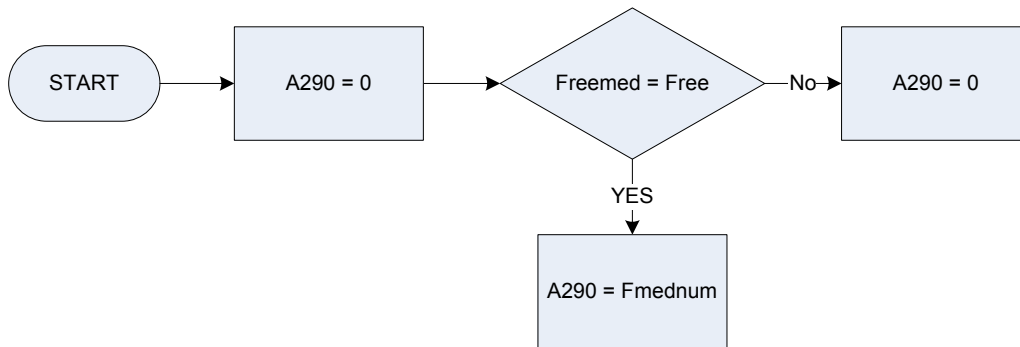 START
A290 = 0
Freemed = Free
No
A290 = 0
YES
A290 = Fmednum